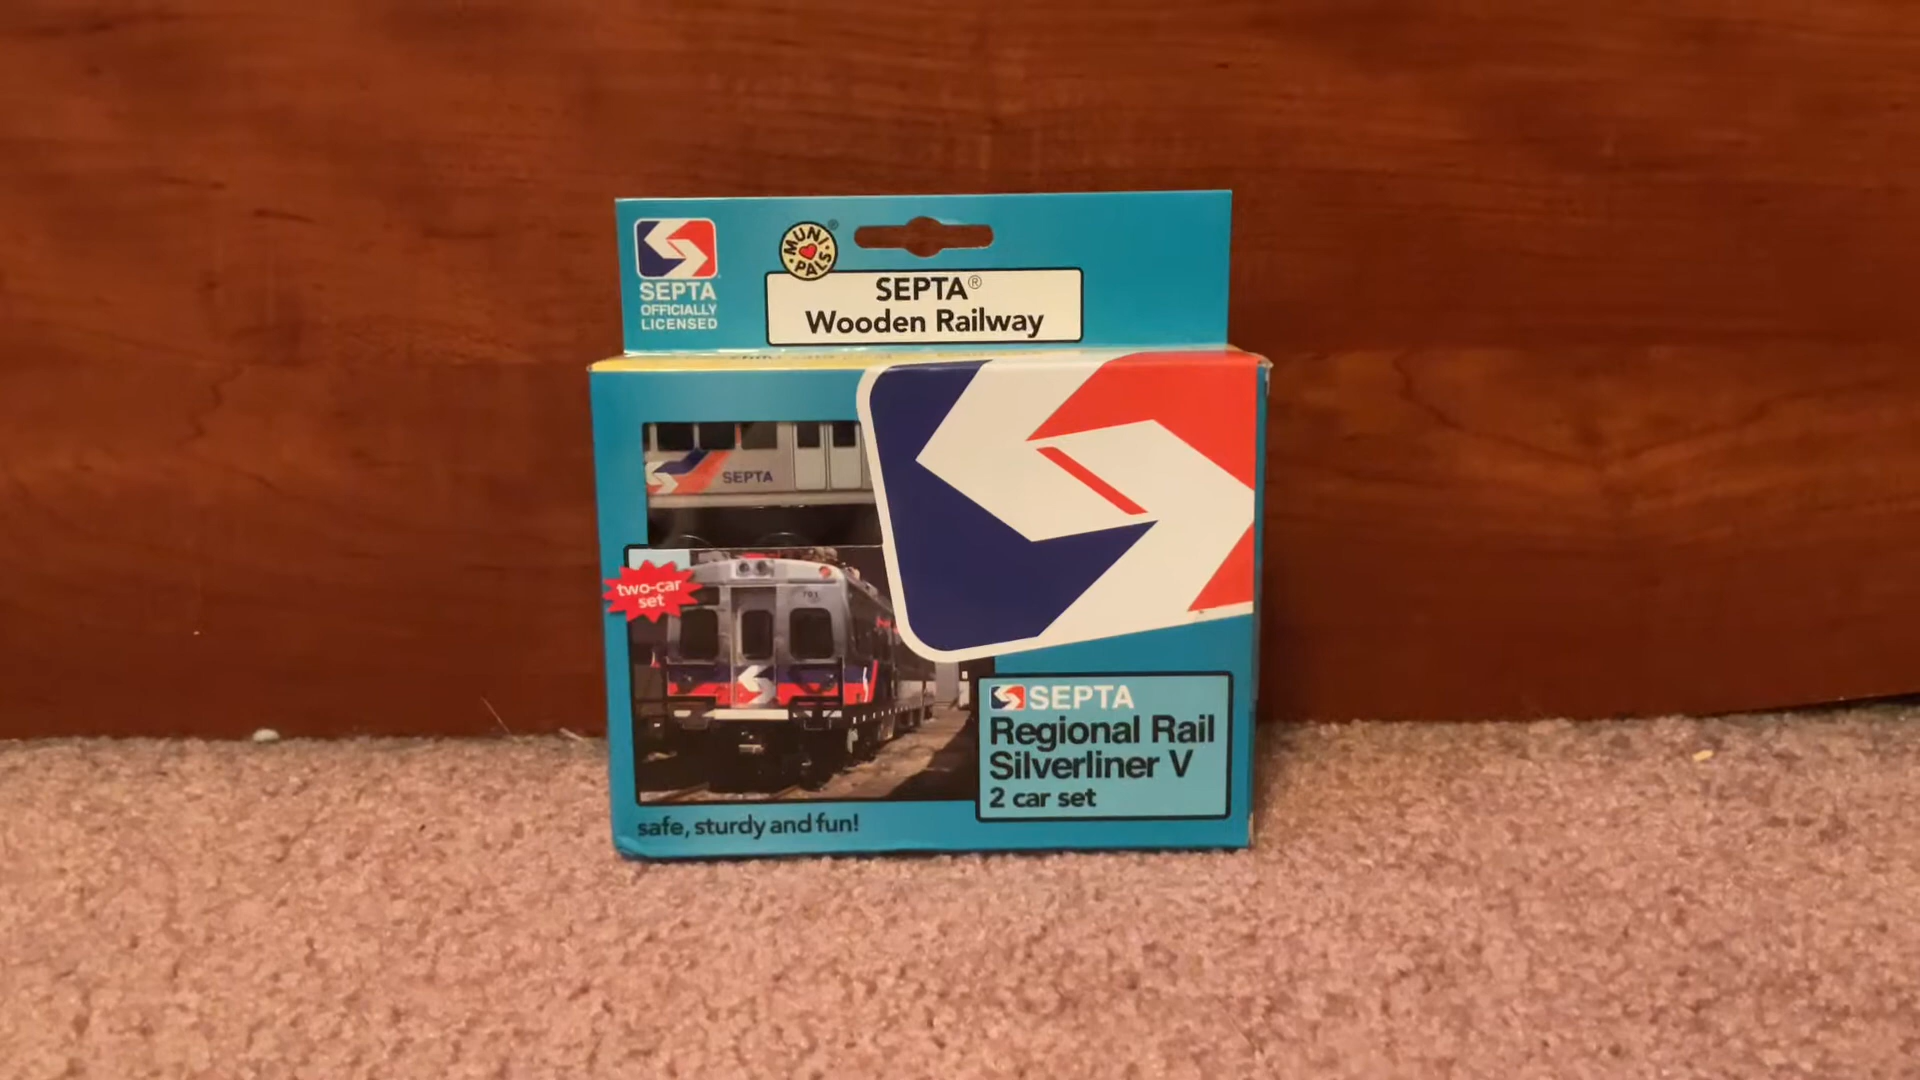 SEPTA
OFFICIALLY
LICENSED
MUNI
PALS
®
SEPTA®
Wooden Railway
SEPTA
two-car
set
701
SEPTA
Regional Rail
Silverliner V
2 car set
safe, sturdy and fun!